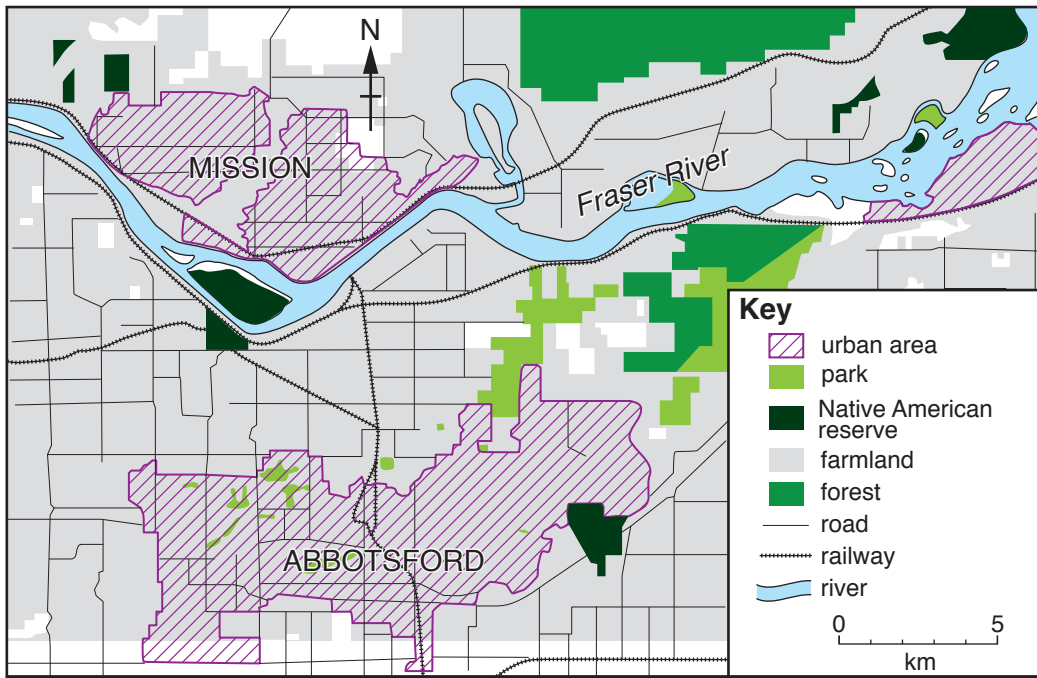 N
MISSION
Fraser River
ABBOTSFORD
Key
urban area
park
Native American
reserve
farmland
forest
road
railway
river
0 5
km